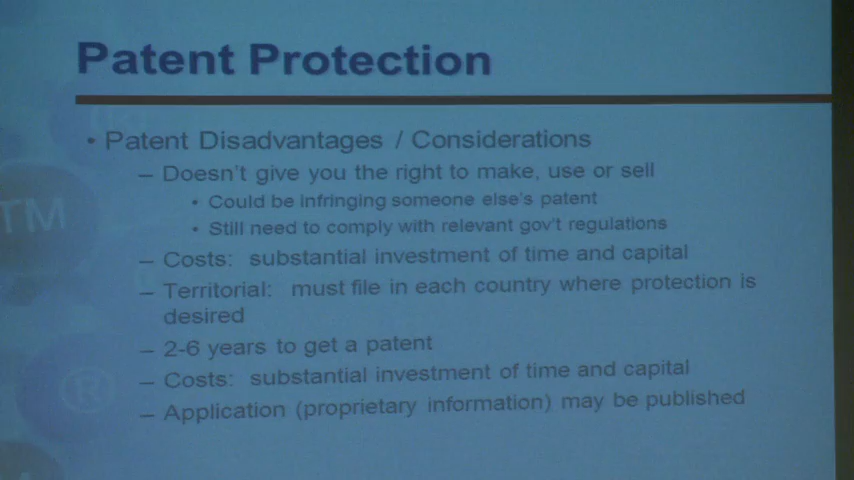 Patent Protection
• Patent Disadvantages / Considerations
– Doesn't give you the right to make, use or sell
• Could be infringing someone else's patent
• Still need to comply with relevant gov't regulations
– Costs: substantial investment of time and capital
– Territorial: must file in each country where protection is
desired
– 2-6 years to get a patent
– Costs: substantial investment of time and capital
– Application (proprietary information) may be published
TM
®